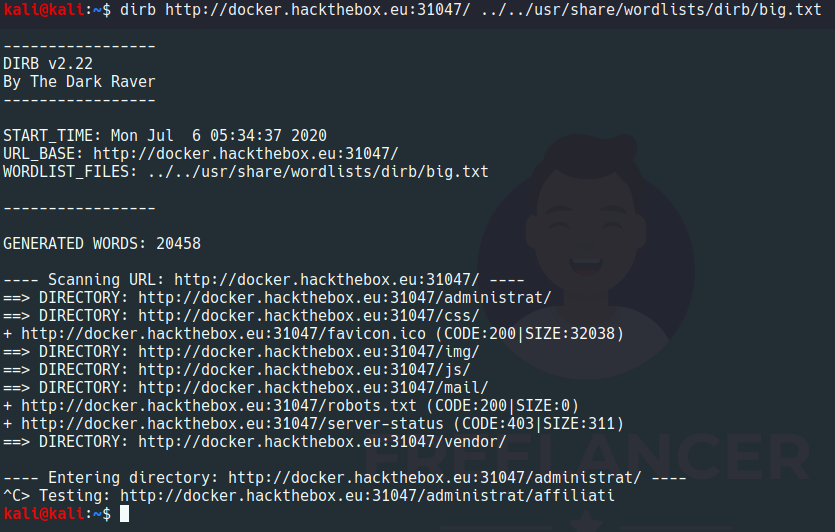 kali@kali:~$ dirb http://docker.hackthebox.eu:31047/ ../../usr/share/wordlists/dirb/big.txt
-----------------
DIRB v2.22
By The Dark Raver
-----------------
START_TIME: Mon Jul  6 05:34:37 2020
URL_BASE: http://docker.hackthebox.eu:31047/
WORDLIST_FILES: ../../usr/share/wordlists/dirb/big.txt
-----------------
GENERATED WORDS: 20458
---- Scanning URL: http://docker.hackthebox.eu:31047/ ----
==> DIRECTORY: http://docker.hackthebox.eu:31047/administrat/
==> DIRECTORY: http://docker.hackthebox.eu:31047/css/
+ http://docker.hackthebox.eu:31047/favicon.ico (CODE:200|SIZE:32038)
==> DIRECTORY: http://docker.hackthebox.eu:31047/img/
==> DIRECTORY: http://docker.hackthebox.eu:31047/js/
==> DIRECTORY: http://docker.hackthebox.eu:31047/mail/
+ http://docker.hackthebox.eu:31047/robots.txt (CODE:200|SIZE:0)
+ http://docker.hackthebox.eu:31047/server-status (CODE:403|SIZE:311)
==> DIRECTORY: http://docker.hackthebox.eu:31047/vendor/
---- Entering directory: http://docker.hackthebox.eu:31047/administrat/ ----
^C> Testing: http://docker.hackthebox.eu:31047/administrat/affiliati
kali@kali:~$
FREELANCER